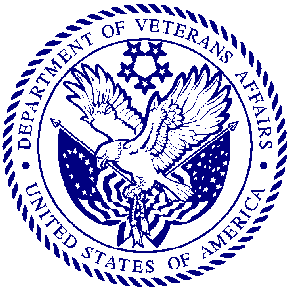 DEPARTMENT OF VETERANS AFFAIRS
UNITED STATES OF AMERICA